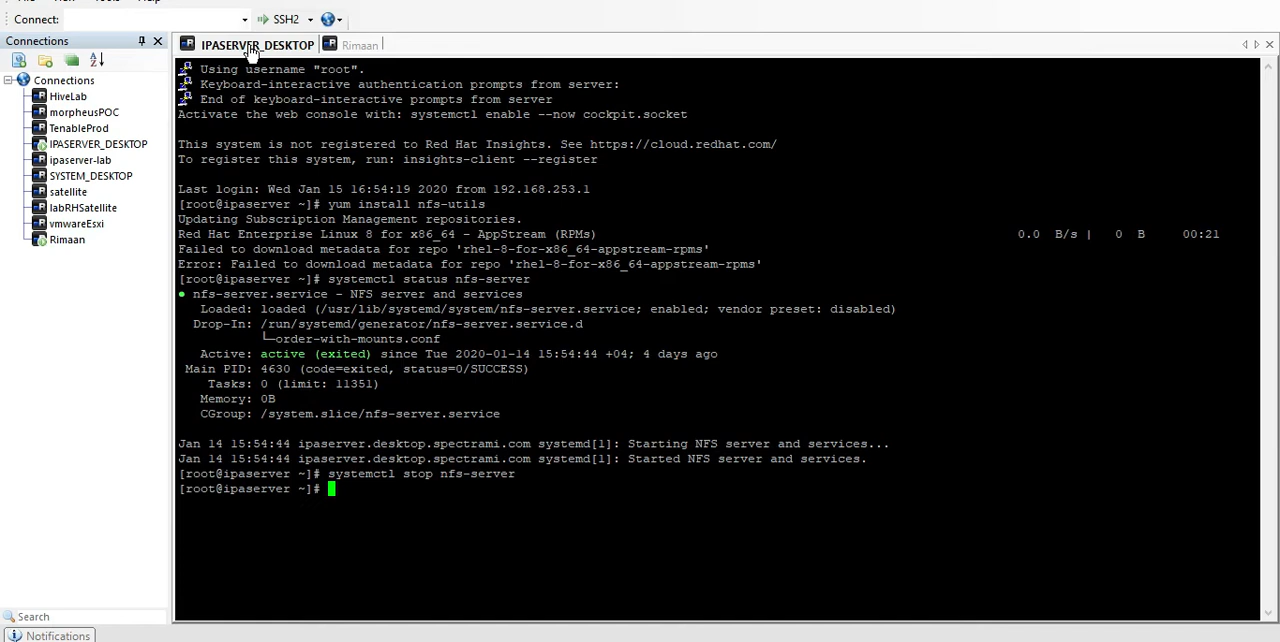 Connect:
SSH2
Connections
IPASERVER_DESKTOP
Rimaan
Connections
HiveLab
morpheusPOC
TenableProd
IPASERVER_DESKTOP
ipaserver-lab
SYSTEM_DESKTOP
satellite
labRHSatellite
vmwareEsxi
Rimaan
Search
Notifications
Using username "root".
Keyboard-interactive authentication prompts from server:
End of keyboard-interactive prompts from server
Activate the web console with: systemctl enable --now cockpit.socket
This system is not registered to Red Hat Insights. See https://cloud.redhat.com/
To register this system, run: insights-client --register
Last login: Wed Jan 15 16:54:19 2020 from 192.168.253.1
[root@ipaserver ~]# yum install nfs-utils
Updating Subscription Management repositories.
Red Hat Enterprise Linux 8 for x86_64 - AppStream (RPMs) 0.0 B/s | 0 B 00:21
Failed to download metadata for repo 'rhel-8-for-x86_64-appstream-rpms'
Error: Failed to download metadata for repo 'rhel-8-for-x86_64-appstream-rpms'
[root@ipaserver ~]# systemctl status nfs-server
● nfs-server.service - NFS server and services
Loaded: loaded (/usr/lib/systemd/system/nfs-server.service; enabled; vendor preset: disabled)
Drop-In: /run/systemd/generator/nfs-server.service.d
└─order-with-mounts.conf
Active: active (exited) since Tue 2020-01-14 15:54:44 +04; 4 days ago
Main PID: 4630 (code=exited, status=0/SUCCESS)
Tasks: 0 (limit: 11351)
Memory: 0B
CGroup: /system.slice/nfs-server.service
Jan 14 15:54:44 ipaserver.desktop.spectrami.com systemd[1]: Starting NFS server and services...
Jan 14 15:54:44 ipaserver.desktop.spectrami.com systemd[1]: Started NFS server and services.
[root@ipaserver ~]# systemctl stop nfs-server
[root@ipaserver ~]#